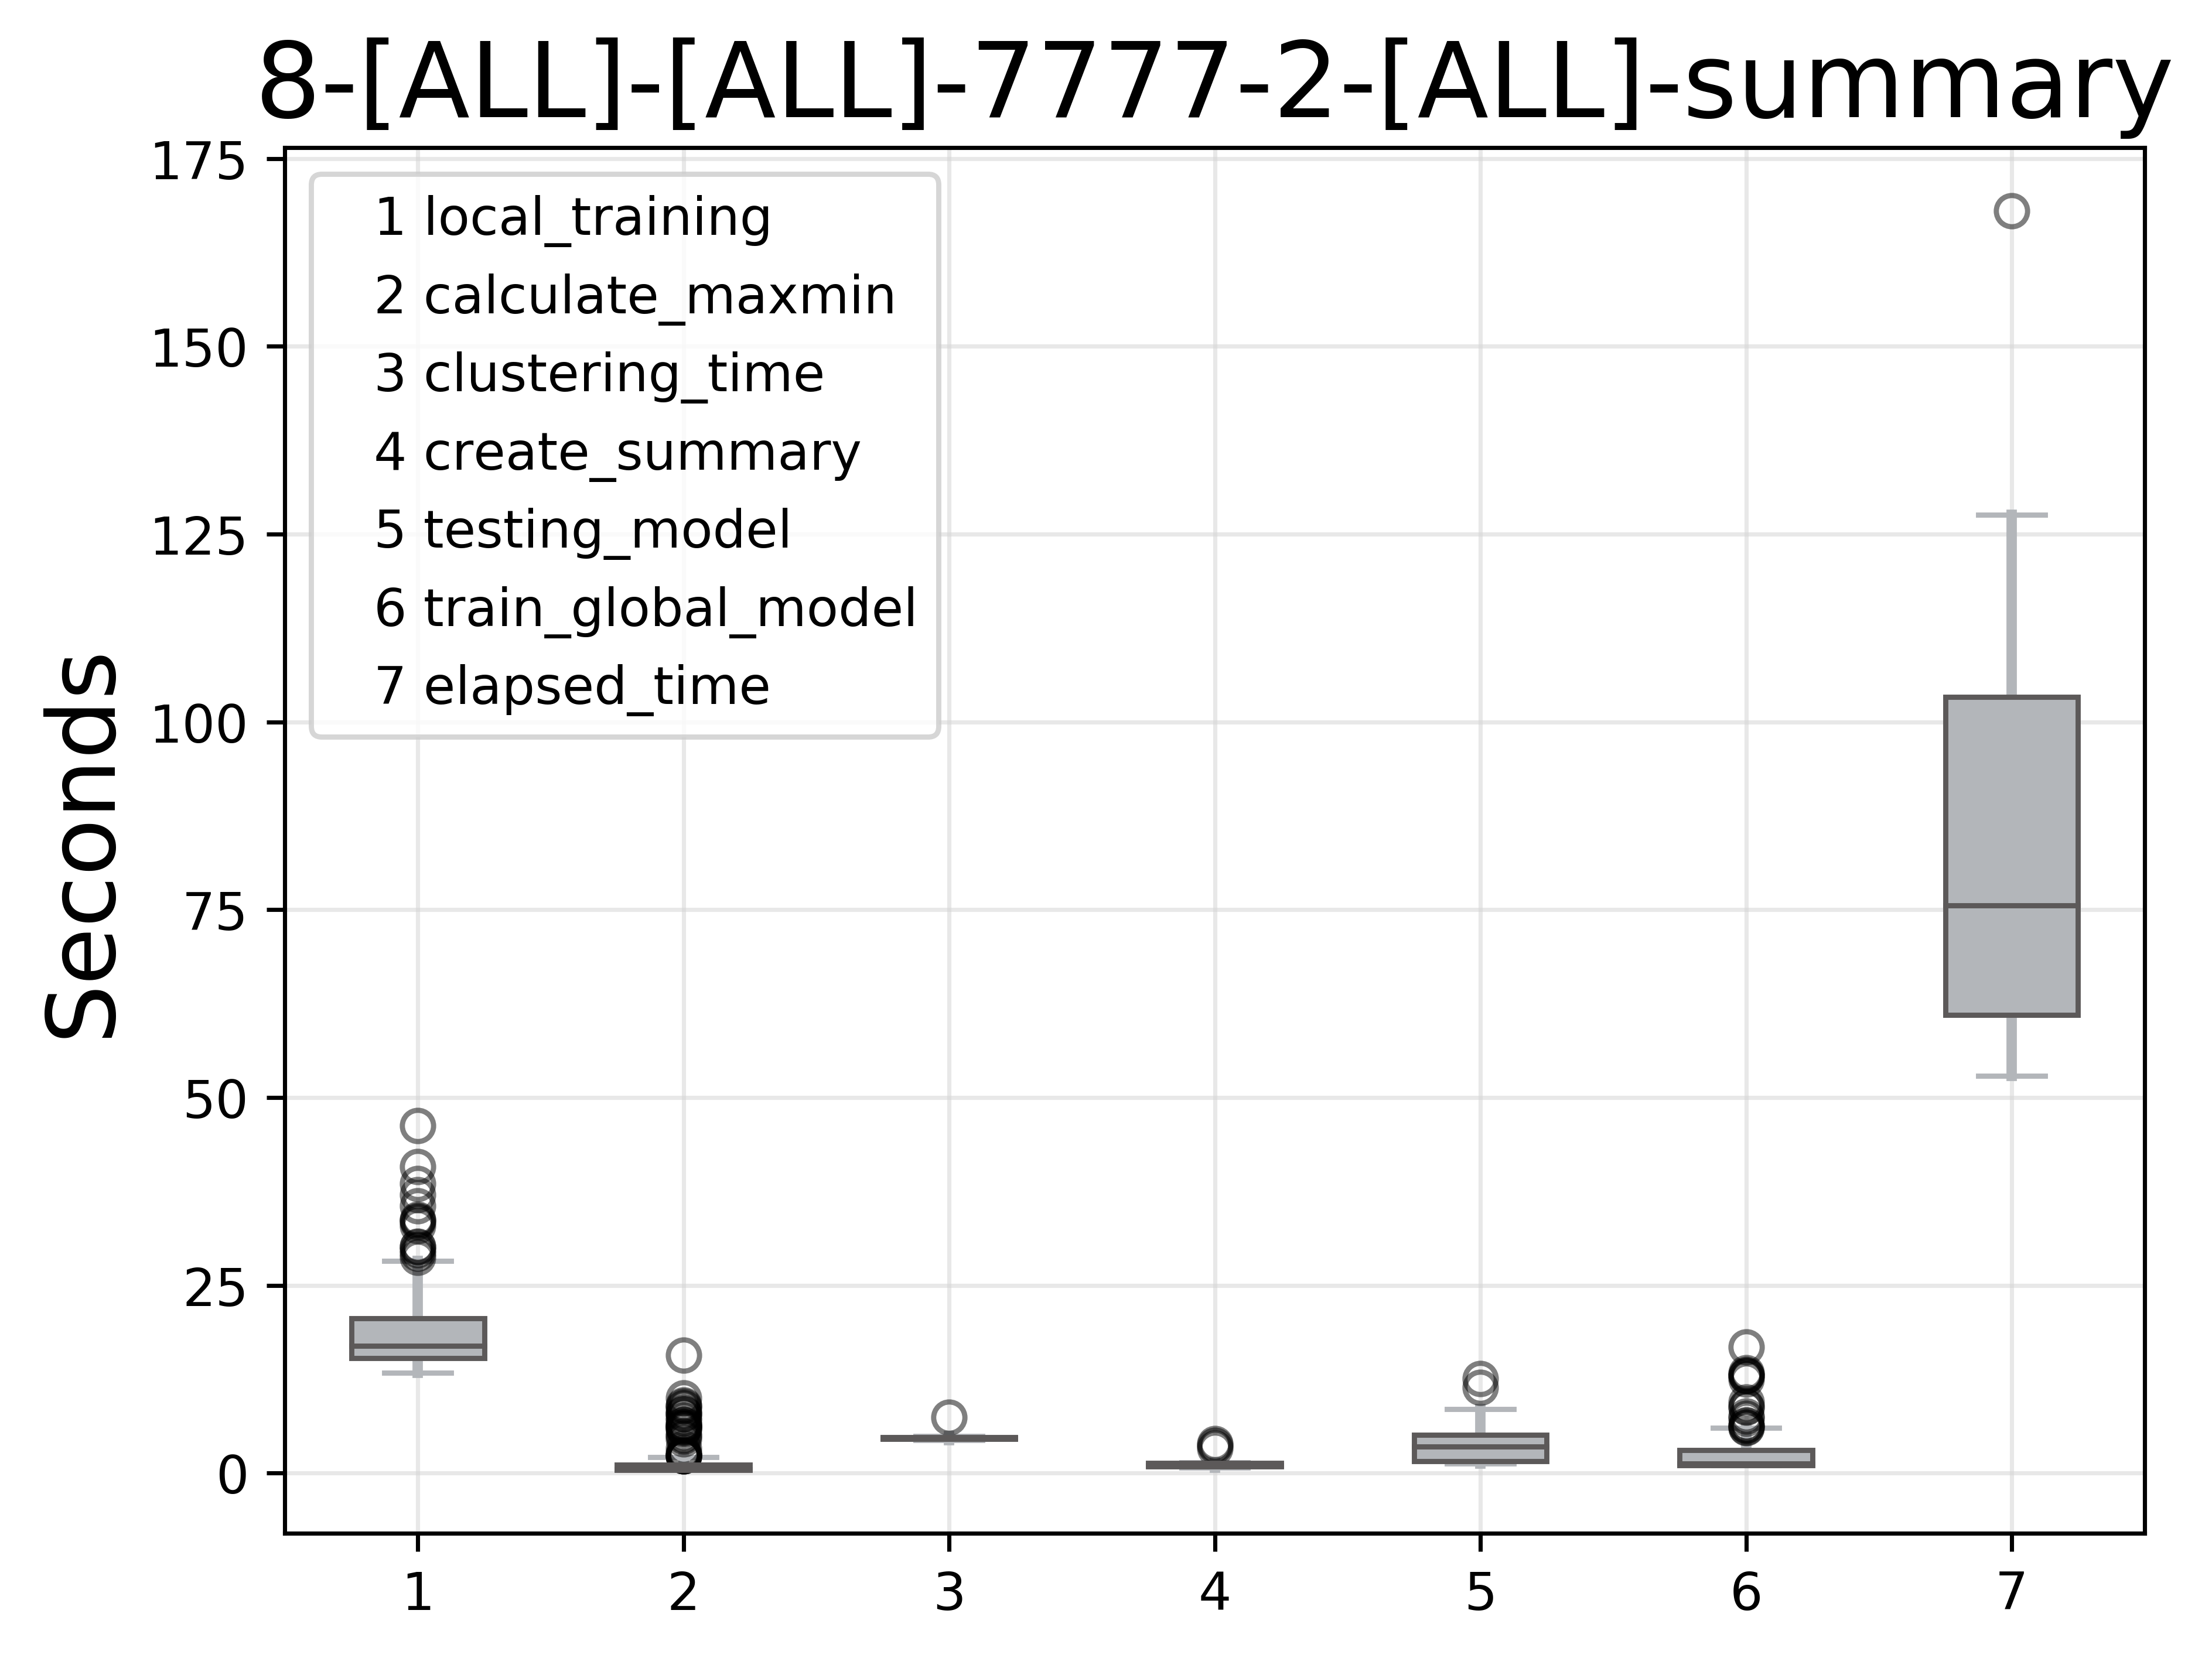 8-[ALL]-[ALL]-7777-2-[ALL]-summary
175
150
125
100
75
50
25
0
Seconds
1 local_training
2 calculate_maxmin
3 clustering_time
4 create_summary
5 testing_model
6 train_global_model
7 elapsed_time
1 2 3 4 5 6 7